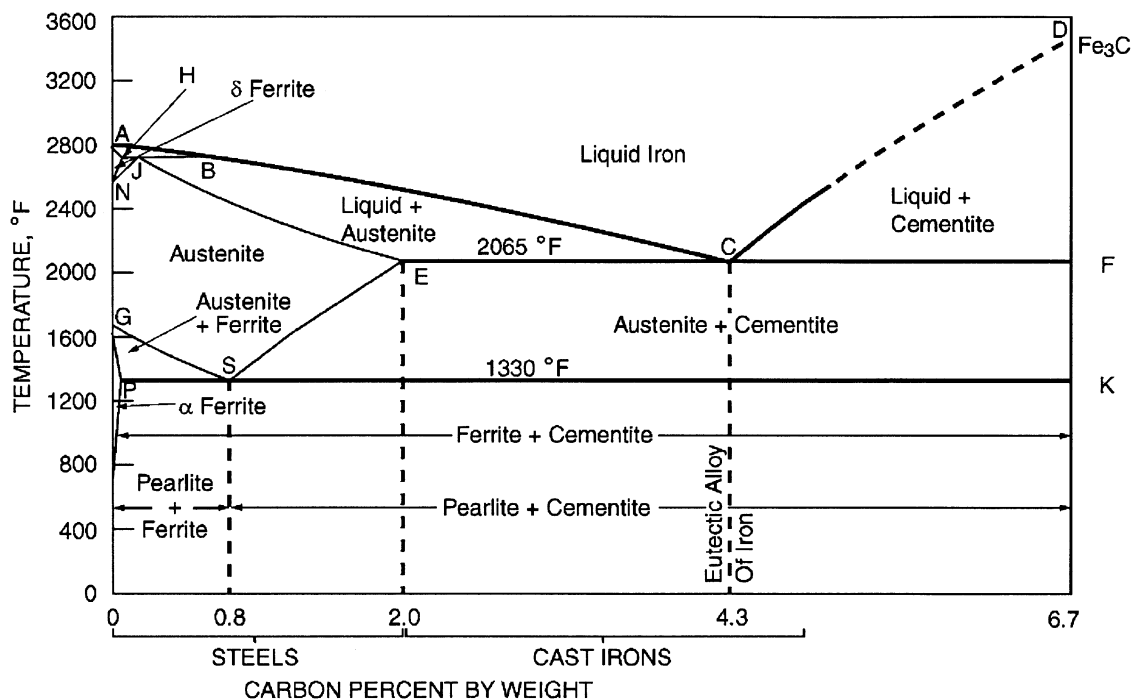 3600
D
Fe₃C
H
3200
δ Ferrite
A
2800
J
B
Liquid Iron
N
2400
Liquid +
Austenite
Liquid +
Cementite
TEMPERATURE, °F
Austenite
2065 °F
C
2000
E
F
Austenite
+ Ferrite
G
Austenite + Cementite
1600
S
1330 °F
P
K
1200
α Ferrite
Ferrite + Cementite
800
Pearlite
+
Ferrite
Pearlite + Cementite
400
Eutectic Alloy
Of Iron
0
0
0.8
2.0
4.3
6.7
STEELS
CAST IRONS
CARBON PERCENT BY WEIGHT